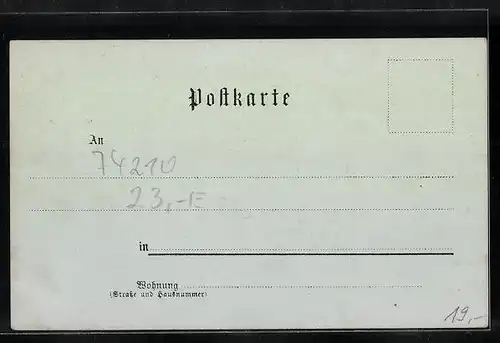 Postkarte
An
74210
23,-E
in
Wohnung
(Straße und Hausnummer)
19,-